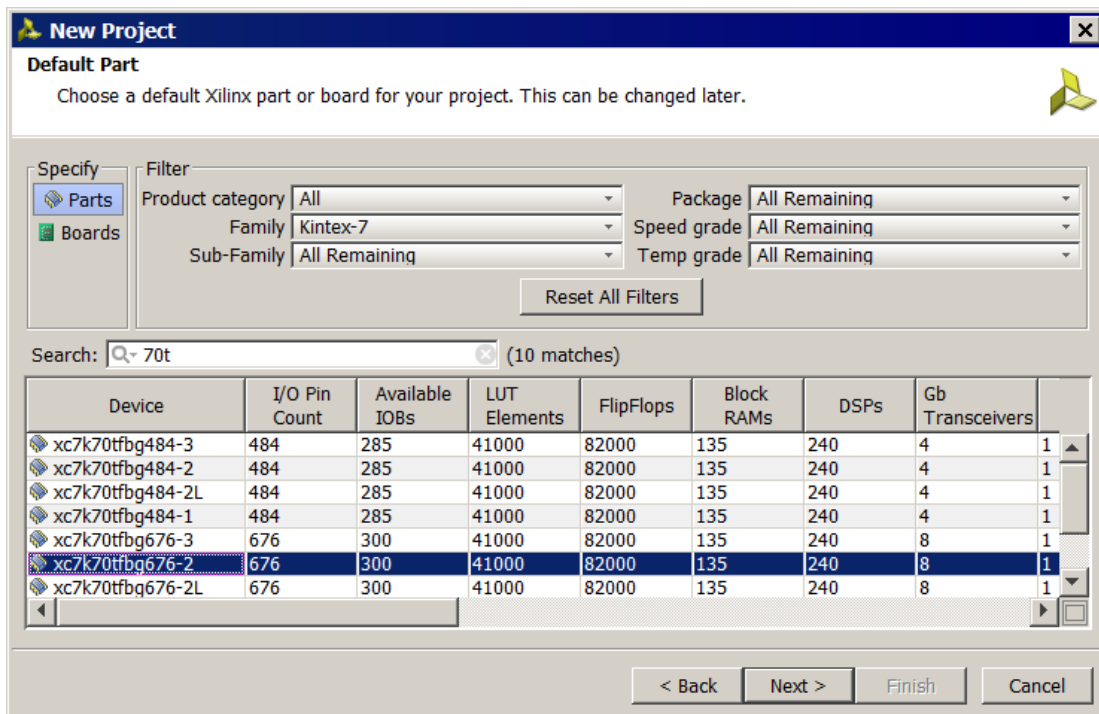 New Project
Default Part
Choose a default Xilinx part or board for your project. This can be changed later.
Specify
Filter
Parts
Product category All
Package All Remaining
Boards
Family Kintex-7
Speed grade All Remaining
Sub-Family All Remaining
Temp grade All Remaining
Reset All Filters
Search: 70t (10 matches)
Device I/O Pin Count Available IOBs LUT Elements FlipFlops Block RAMs DSPs Gb Transceivers
xc7k70tfbg484-3 484 285 41000 82000 135 240 4 1
xc7k70tfbg484-2 484 285 41000 82000 135 240 4 1
xc7k70tfbg484-2L 484 285 41000 82000 135 240 4 1
xc7k70tfbg484-1 484 285 41000 82000 135 240 4 1
xc7k70tfbg676-3 676 300 41000 82000 135 240 8 1
xc7k70tfbg676-2 676 300 41000 82000 135 240 8 1
xc7k70tfbg676-2L 676 300 41000 82000 135 240 8 1
< Back Next > Finish Cancel